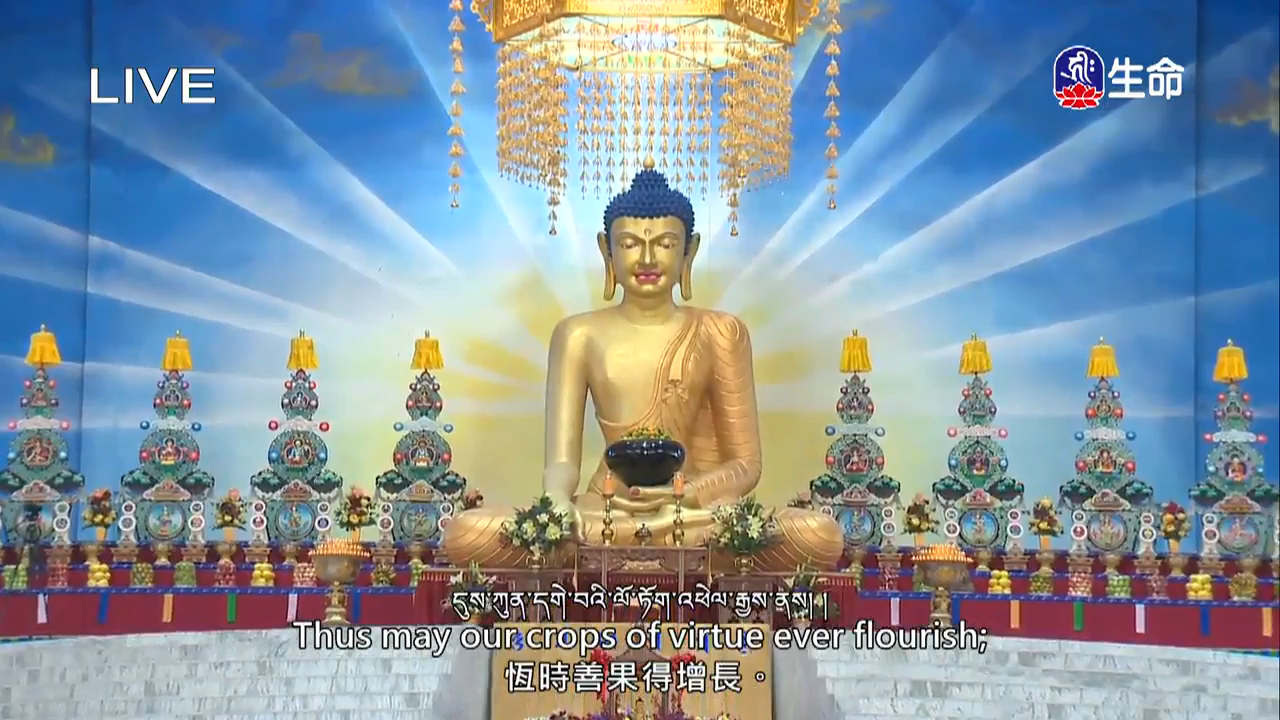 LIVE
生命
དུས་ཀུན་དགེ་བའི་ལོ་ཏོག་འཕེལ་རྒྱས་ནས། །
Thus may our crops of virtue ever flourish;
恆時善果得增長。